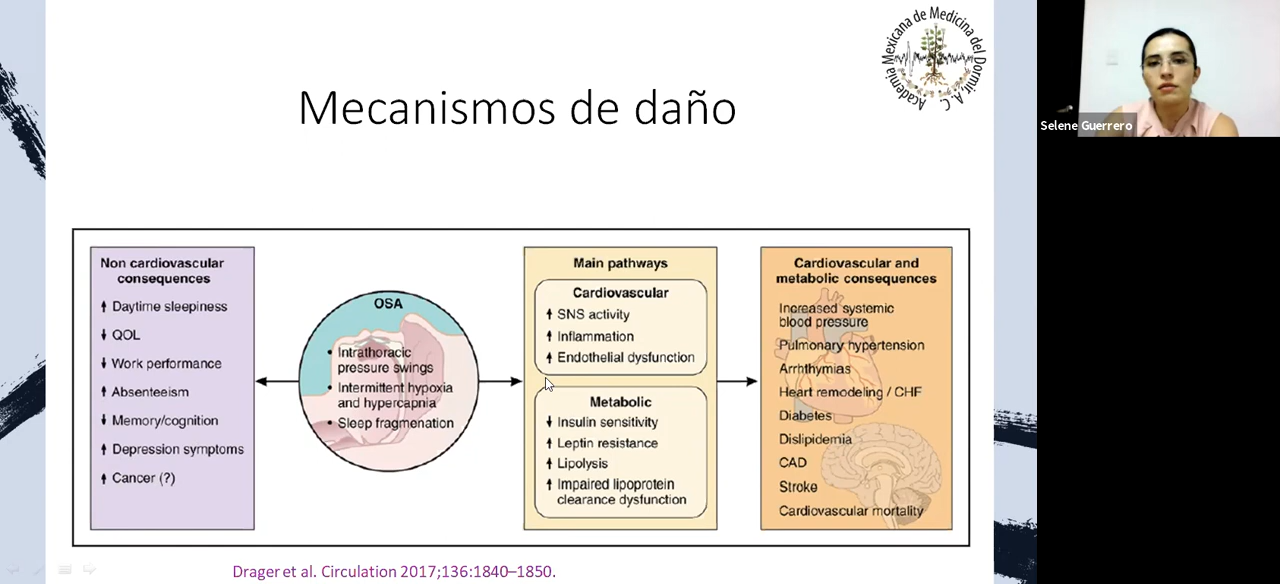 Academia Mexicana de Medicina del Dormir, A. C.
Selene Guerrero
Mecanismos de daño
Non cardiovascular
consequences
↑ Daytime sleepiness
↓ QOL
↓ Work performance
↑ Absenteeism
↓ Memory/cognition
↑ Depression symptoms
↑ Cancer (?)
OSA
• Intrathoracic
pressure swings
• Intermittent hypoxia
and hypercapnia
• Sleep fragmenation
Main pathways
Cardiovascular
↑ SNS activity
↑ Inflammation
↑ Endothelial dysfunction
Metabolic
↓ Insulin sensitivity
↑ Leptin resistance
↑ Lipolysis
↑ Impaired lipoprotein
clearance dysfunction
Cardiovascular and
metabolic consequences
Increased systemic
blood pressure
Pulmonary hypertension
Arrhthymias
Heart remodeling / CHF
Diabetes
Dislipidemia
CAD
Stroke
Cardiovascular mortality
Drager et al. Circulation 2017;136:1840–1850.